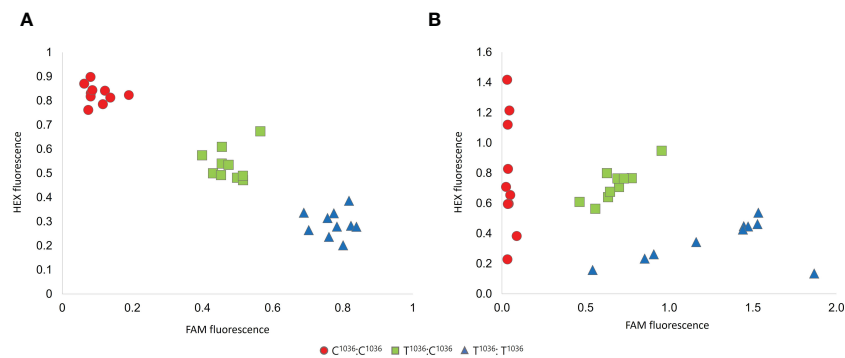 A
B
1
0.9
0.8
0.7
0.6
0.5
0.4
0.3
0.2
0.1
0
HEX fluorescence
0 0.2 0.4 0.6 0.8 1
FAM fluorescence
1.6
1.4
1.2
1.0
0.8
0.6
0.4
0.2
0.0
HEX fluorescence
0.0 0.5 1.0 1.5 2.0
FAM fluorescence
C¹⁰³⁶:C¹⁰³⁶ T¹⁰³⁶:C¹⁰³⁶ T¹⁰³⁶: T¹⁰³⁶